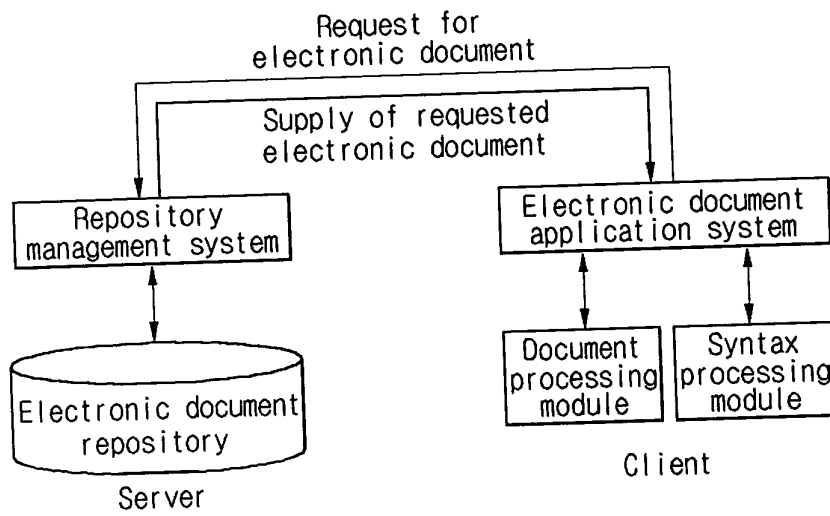 Request for
electronic document
Supply of requested
electronic document
Repository
management system
Electronic document
application system
Electronic document
repository
Server
Document
processing
module
Syntax
processing
module
Client